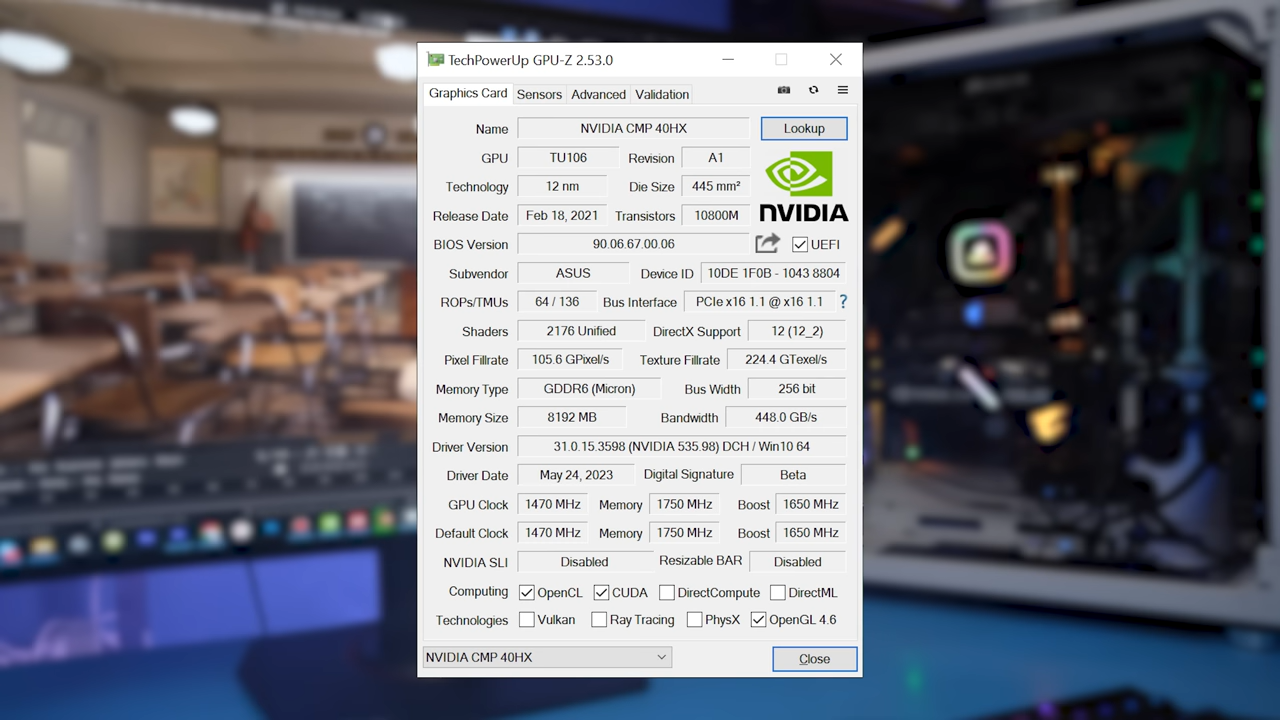 TechPowerUp GPU-Z 2.53.0
Graphics Card Sensors Advanced Validation
Name NVIDIA CMP 40HX Lookup
GPU TU106 Revision A1
Technology 12 nm Die Size 445 mm²
Release Date Feb 18, 2021 Transistors 10800M
NVIDIA
BIOS Version 90.06.67.00.06 UEFI
Subvendor ASUS Device ID 10DE 1F0B - 1043 8804
ROPs/TMUs 64 / 136 Bus Interface PCIe x16 1.1 @ x16 1.1 ?
Shaders 2176 Unified DirectX Support 12 (12_2)
Pixel Fillrate 105.6 GPixel/s Texture Fillrate 224.4 GTexel/s
Memory Type GDDR6 (Micron) Bus Width 256 bit
Memory Size 8192 MB Bandwidth 448.0 GB/s
Driver Version 31.0.15.3598 (NVIDIA 535.98) DCH / Win10 64
Driver Date May 24, 2023 Digital Signature Beta
GPU Clock 1470 MHz Memory 1750 MHz Boost 1650 MHz
Default Clock 1470 MHz Memory 1750 MHz Boost 1650 MHz
NVIDIA SLI Disabled Resizable BAR Disabled
Computing OpenCL CUDA DirectCompute DirectML
Technologies Vulkan Ray Tracing PhysX OpenGL 4.6
NVIDIA CMP 40HX Close